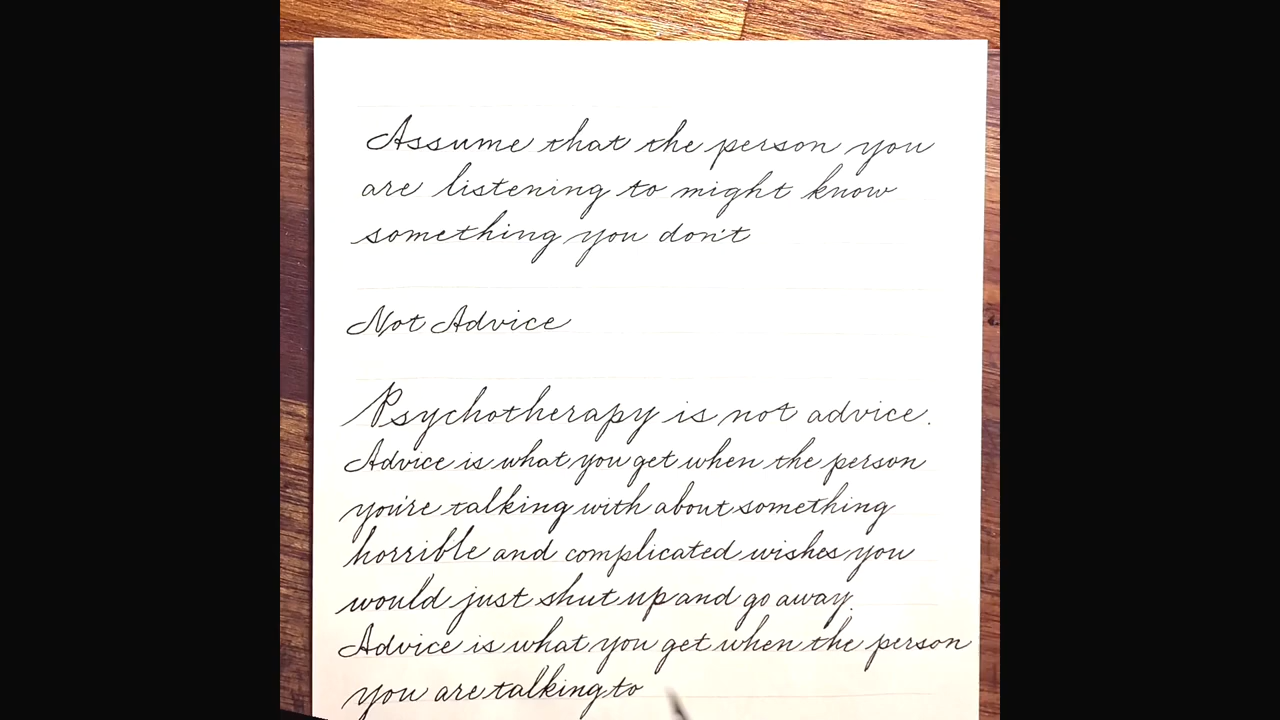 Assume that the person you
are listening to might know
something you don't
Not Advice
Psychotherapy is not advice.
Advice is what you get when the person
you're talking with about something
horrible and complicated wishes you
would just shut up and go away.
Advice is what you get when the person
you are talking to